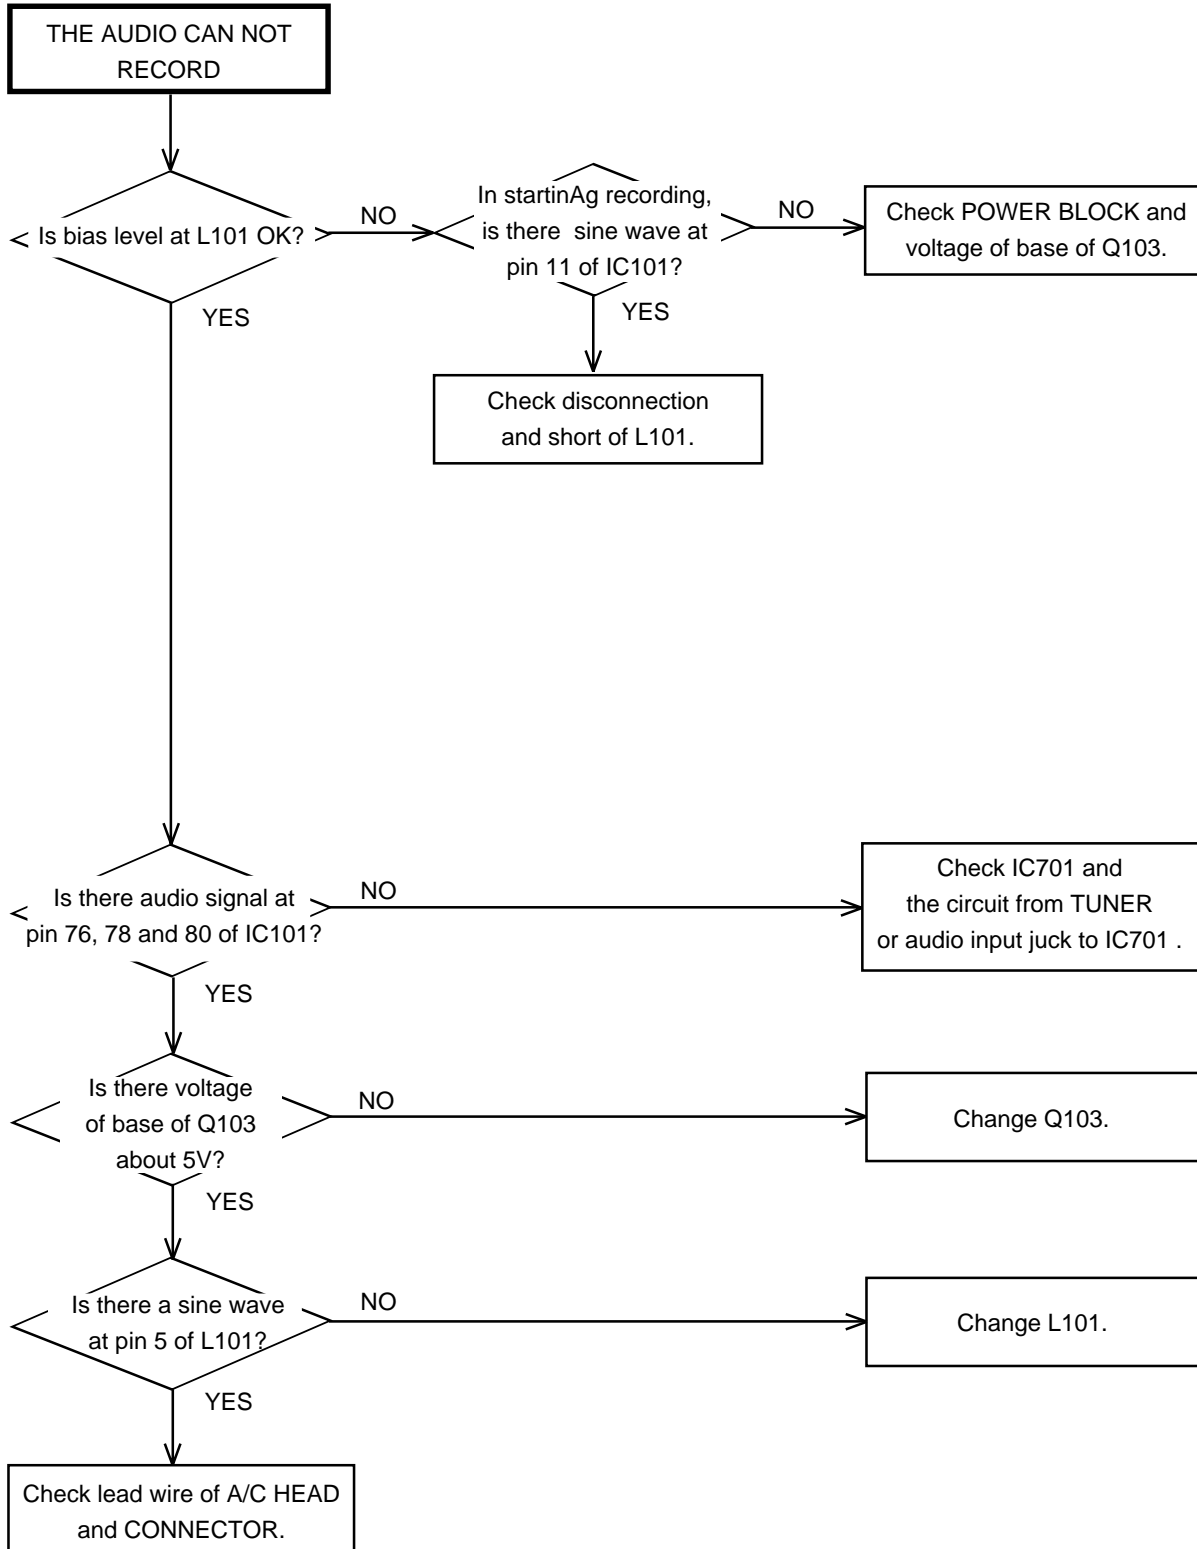 THE AUDIO CAN NOT
RECORD
Is bias level at L101 OK?
NO
In startinAg recording,
is there sine wave at
pin 11 of IC101?
NO
Check POWER BLOCK and
voltage of base of Q103.
YES
YES
Check disconnection
and short of L101.
Is there audio signal at
pin 76, 78 and 80 of IC101?
NO
Check IC701 and
the circuit from TUNER
or audio input juck to IC701 .
YES
Is there voltage
of base of Q103
about 5V?
NO
Change Q103.
YES
Is there a sine wave
at pin 5 of L101?
NO
Change L101.
YES
Check lead wire of A/C HEAD
and CONNECTOR.